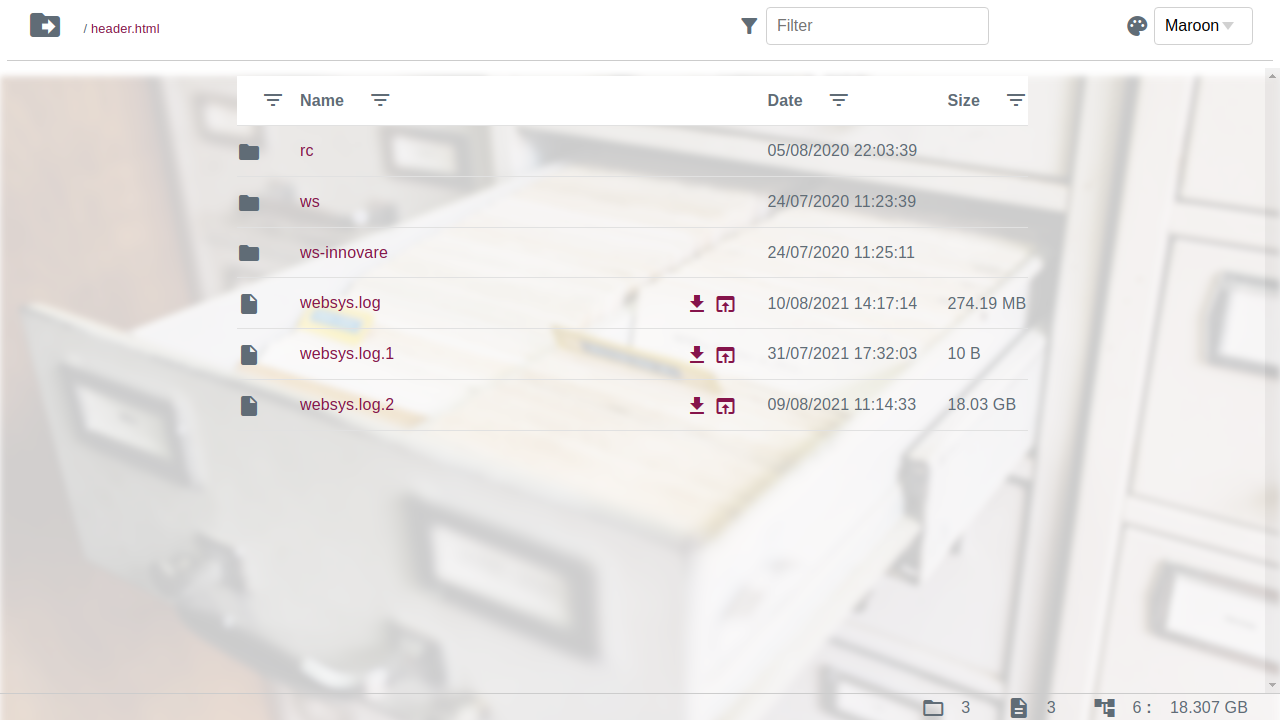 / header.html Filter Maroon
Name Date Size
rc 05/08/2020 22:03:39
ws 24/07/2020 11:23:39
ws-innovare 24/07/2020 11:25:11
websys.log 10/08/2021 14:17:14 274.19 MB
websys.log.1 31/07/2021 17:32:03 10 B
websys.log.2 09/08/2021 11:14:33 18.03 GB
3 3 6 : 18.307 GB